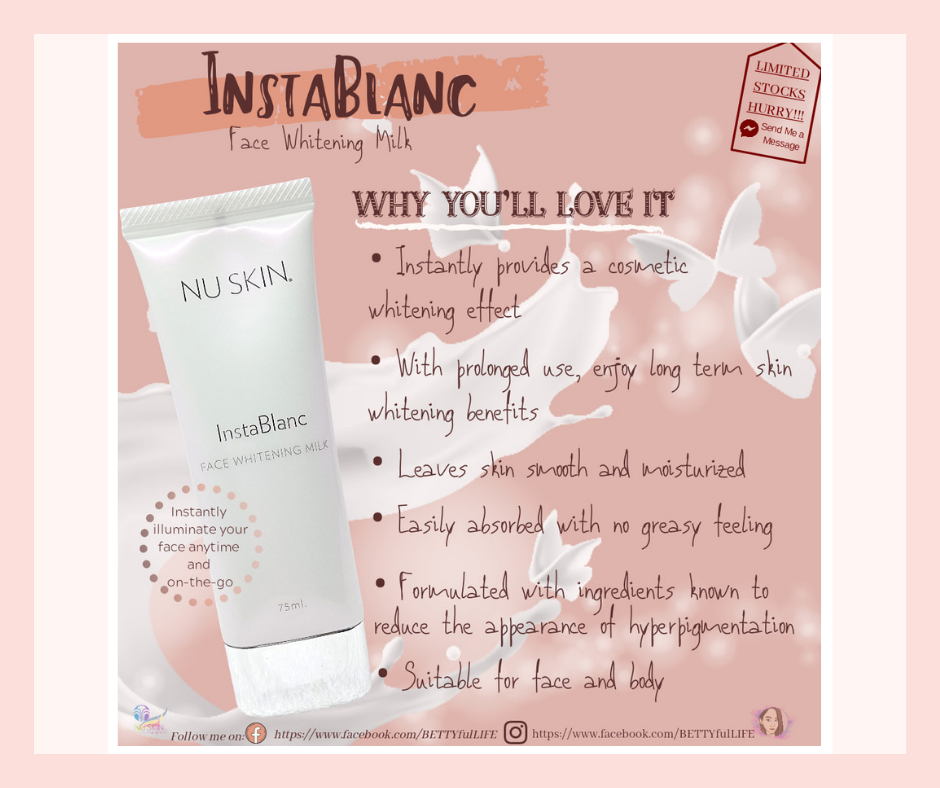 INSTABLANC
Face Whitening Milk
LIMITED
STOCKS
HURRY!!!
Send Me a
Message
WHY YOU'LL LOVE IT
• Instantly provides a cosmetic
whitening effect
• With prolonged use, enjoy long term skin
whitening benefits
• Leaves skin smooth and moisturized
• Easily absorbed with no greasy feeling
• Formulated with ingredients known to
reduce the appearance of hyperpigmentation
• Suitable for face and body
NU SKIN®
InstaBlanc
FACE WHITENING MILK
Instantly
illuminate your
face anytime
and
on-the-go
75ml.
NU SKIN
Follow me on: https://www.facebook.com/BETTYfulLIFE https://www.facebook.com/BETTYfulLIFE